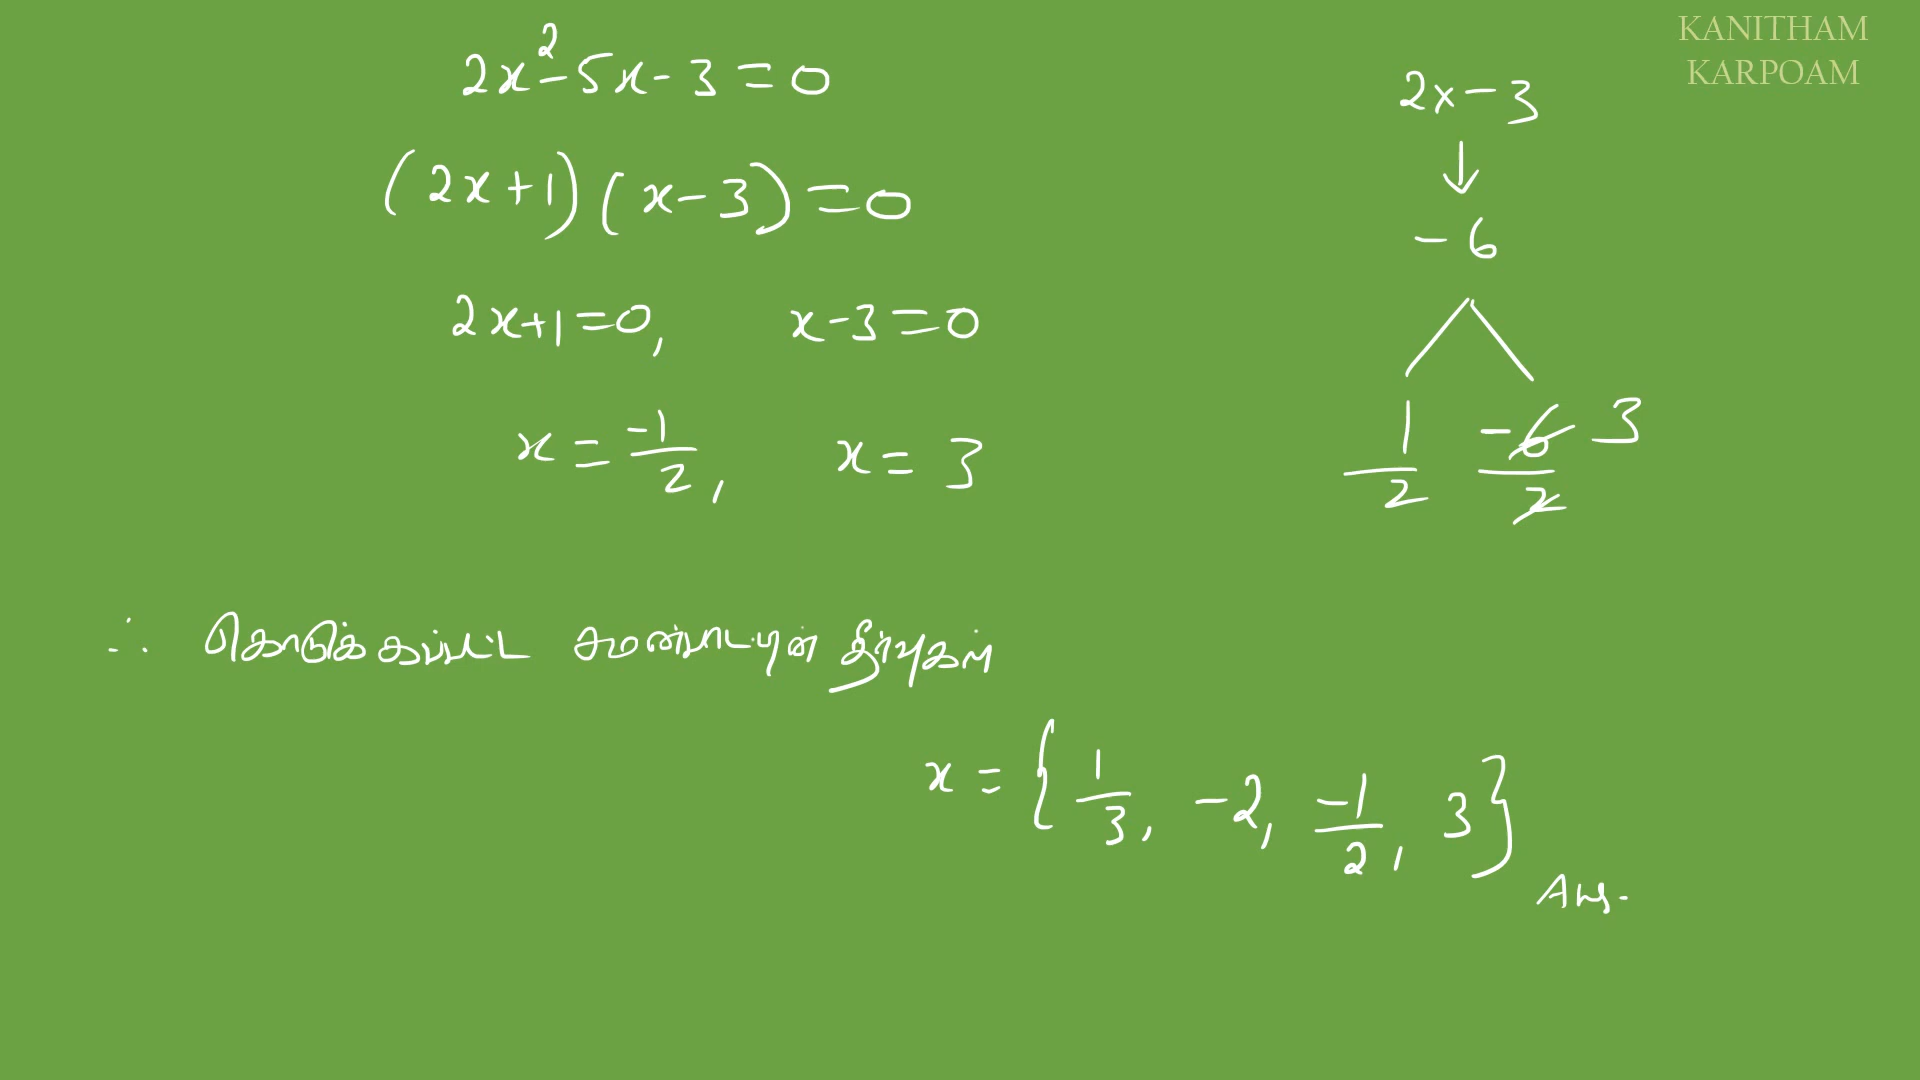 KANITHAM
KARPOAM
2x²-5x-3=0
(2x+1)(x-3)=0
2x+1=0, x-3=0
x = -1/2, x = 3
2x-3
↓
-6
1/2 -6/2 3
∴ கொடுக்கப்பட்ட சமன்பாட்டின் தீர்வுகள்
x = {1/3, -2, -1/2, 3}
Ans.